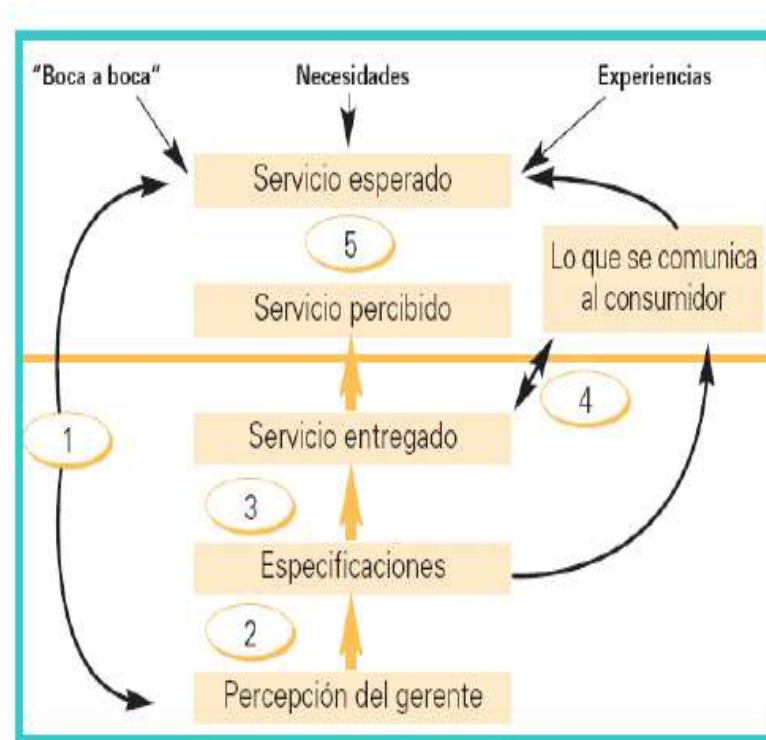 "Boca a boca"
Necesidades
Experiencias
Servicio esperado
5
Lo que se comunica
al consumidor
Servicio percibido
4
Servicio entregado
1
3
Especificaciones
2
Percepción del gerente